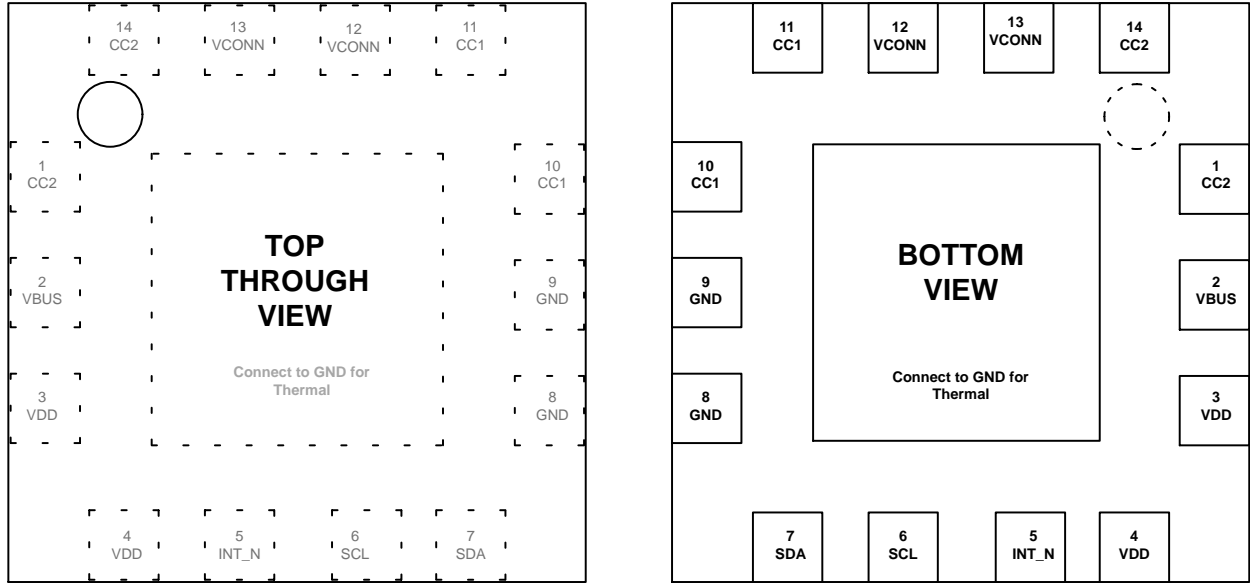 14
CC2
13
VCONN
12
VCONN
11
CC1
1
CC2
10
CC1
2
VBUS
TOP
THROUGH
VIEW
9
GND
3
VDD
Connect to GND for
Thermal
8
GND
4
VDD
5
INT_N
6
SCL
7
SDA
11
CC1
12
VCONN
13
VCONN
14
CC2
10
CC1
1
CC2
9
GND
BOTTOM
VIEW
2
VBUS
8
GND
Connect to GND for
Thermal
3
VDD
7
SDA
6
SCL
5
INT_N
4
VDD